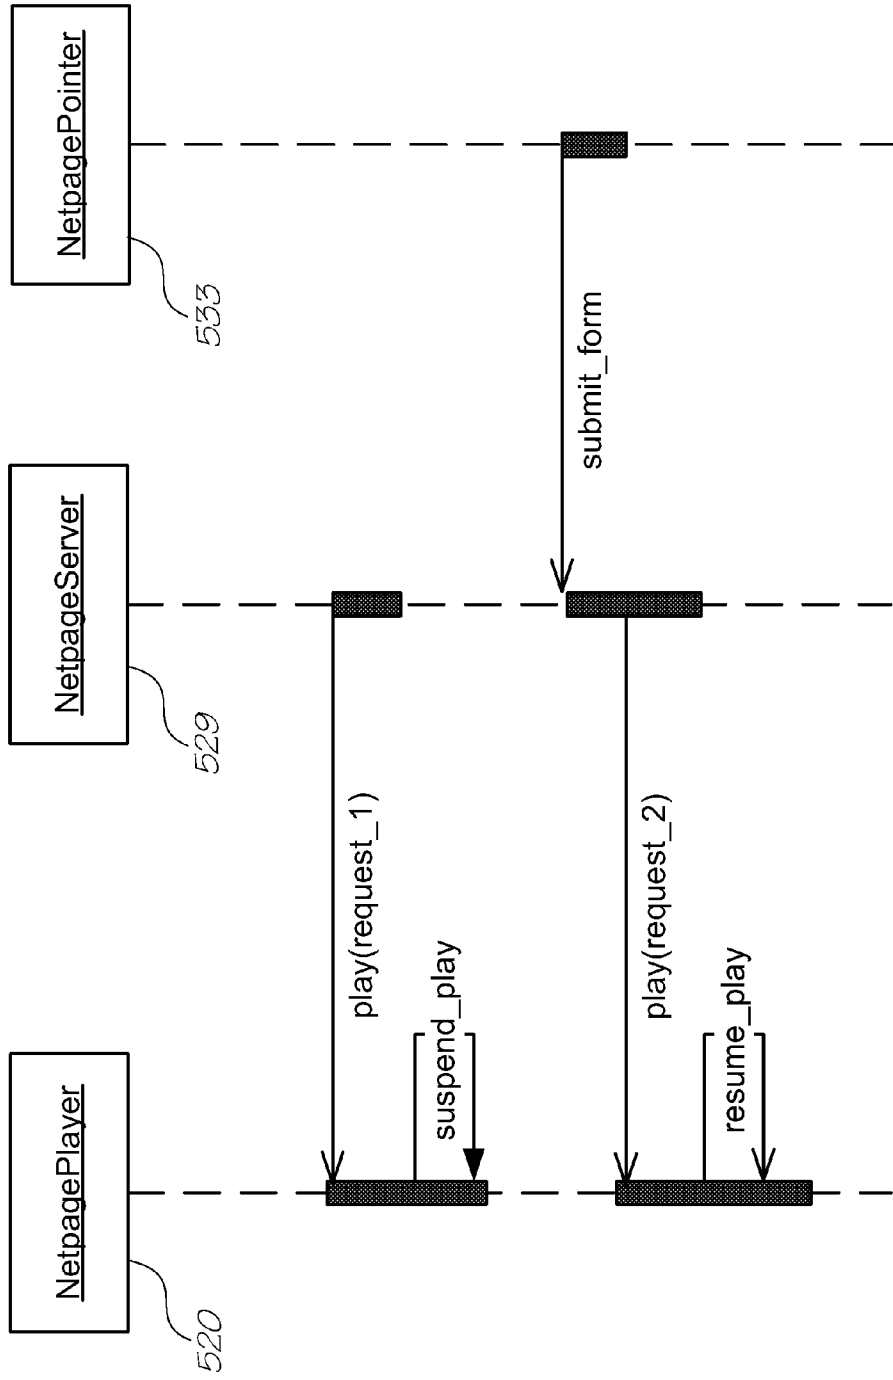 NetpagePlayer
NetpageServer
NetpagePointer
520
529
533
play(request_1)
suspend_play
submit_form
play(request_2)
resume_play